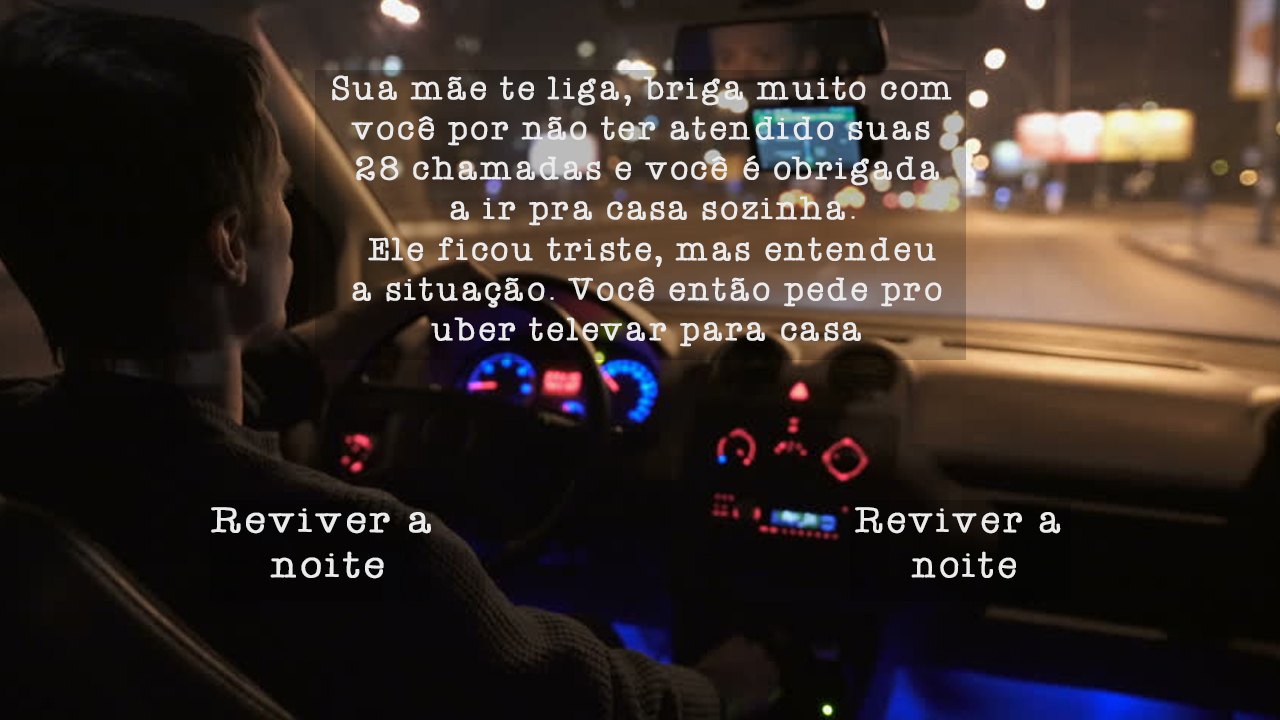 Sua mãe te liga, briga muito com
você por não ter atendido suas
28 chamadas e você é obrigada
a ir pra casa sozinha.
Ele ficou triste, mas entendeu
a situação. Você então pede pro
uber televar para casa
Reviver a
noite
Reviver a
noite